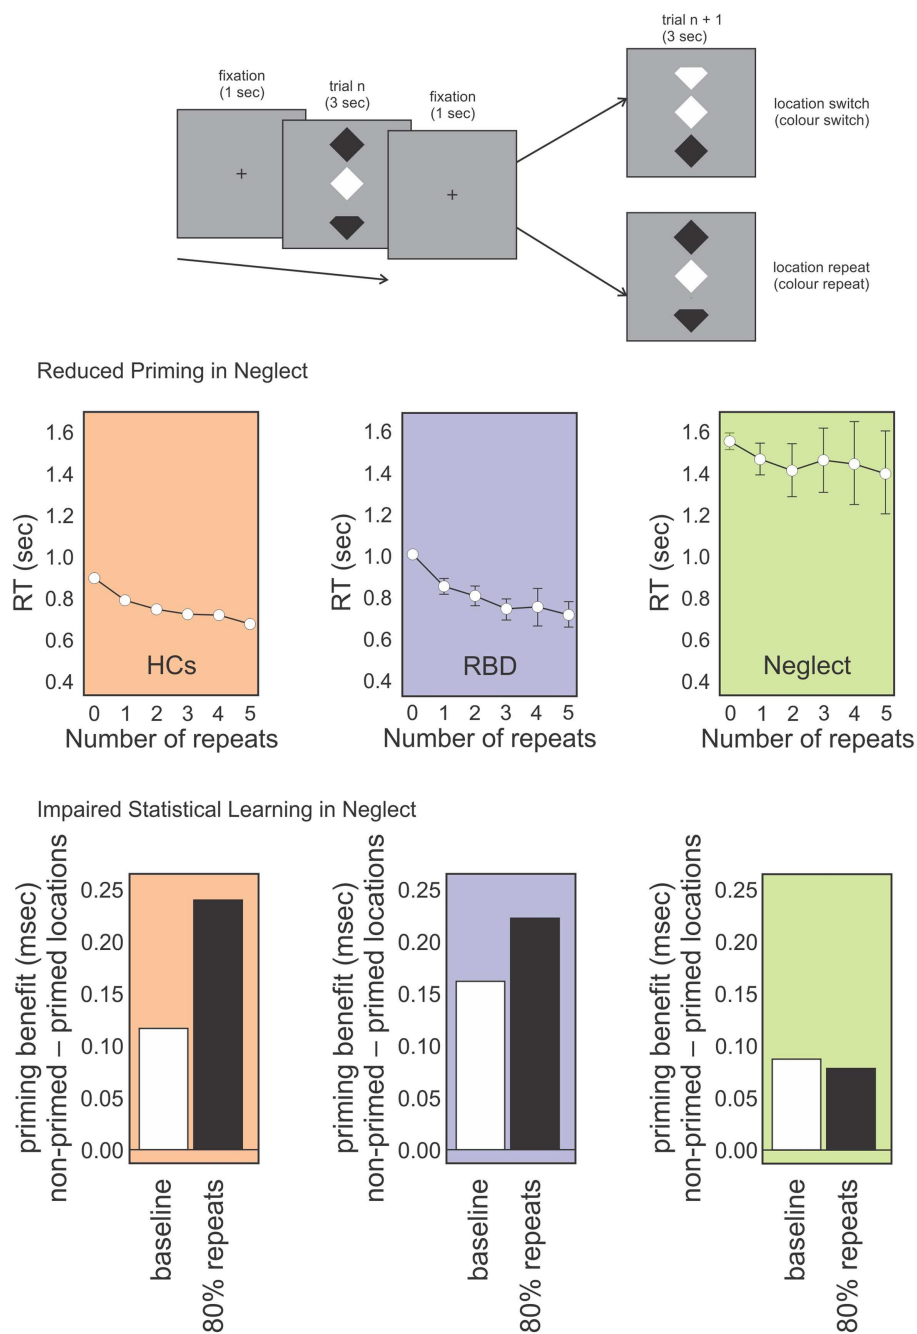 trial n + 1
(3 sec)
fixation
(1 sec)
trial n
(3 sec)
fixation
(1 sec)
location switch
(colour switch)
+
+
location repeat
(colour repeat)
Reduced Priming in Neglect
RT (sec)
1.6
1.4
1.2
1.0
0.8
0.6
0.4
HCs
0 1 2 3 4 5
Number of repeats
RT (sec)
1.6
1.4
1.2
1.0
0.8
0.6
0.4
RBD
0 1 2 3 4 5
Number of repeats
RT (sec)
1.6
1.4
1.2
1.0
0.8
0.6
0.4
Neglect
0 1 2 3 4 5
Number of repeats
Impaired Statistical Learning in Neglect
priming benefit (msec)
non-primed – primed locations
0.25
0.20
0.15
0.10
0.05
0.00
baseline
80% repeats
priming benefit (msec)
non-primed – primed locations
0.25
0.20
0.15
0.10
0.05
0.00
baseline
80% repeats
priming benefit (msec)
non-primed – primed locations
0.25
0.20
0.15
0.10
0.05
0.00
baseline
80% repeats